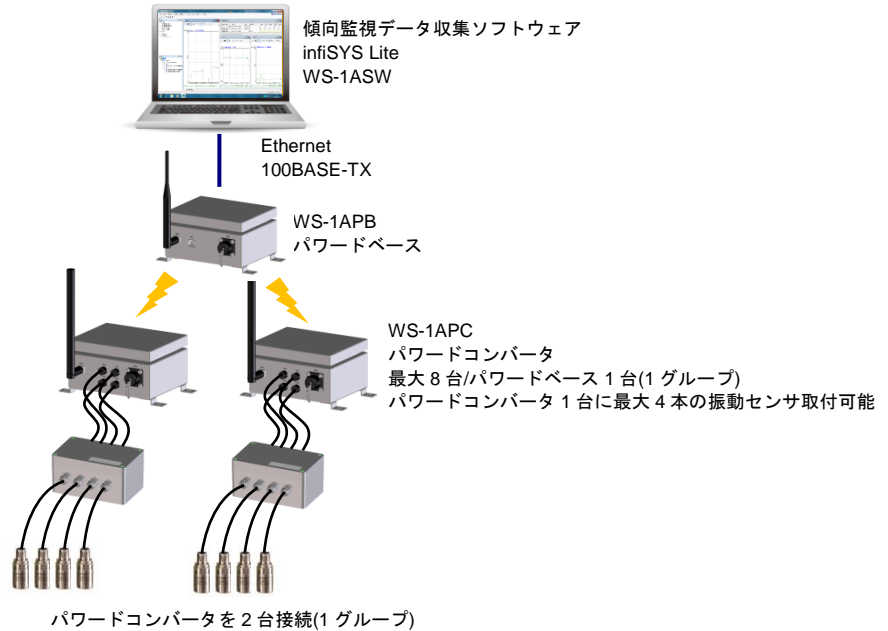 傾向監視データ収集ソフトウェア
infiSYS Lite
WS-1ASW
Ethernet
100BASE-TX
WS-1APB
パワードベース
WS-1APC
パワードコンバータ
最大 8 台/パワードベース 1 台(1 グループ)
パワードコンバータ 1 台に最大 4 本の振動センサ取付可能
パワードコンバータを 2 台接続(1 グループ)